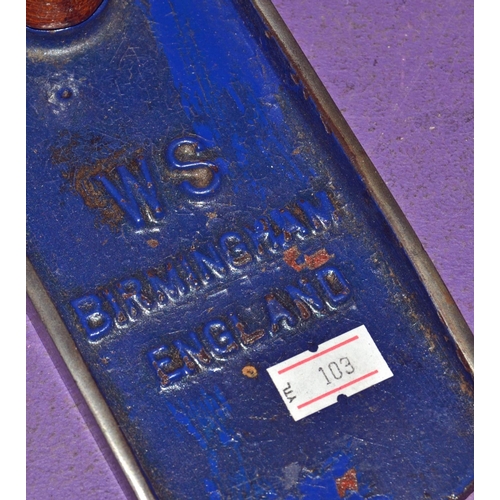 WS
BIRMINGHAM
ENGLAND
103